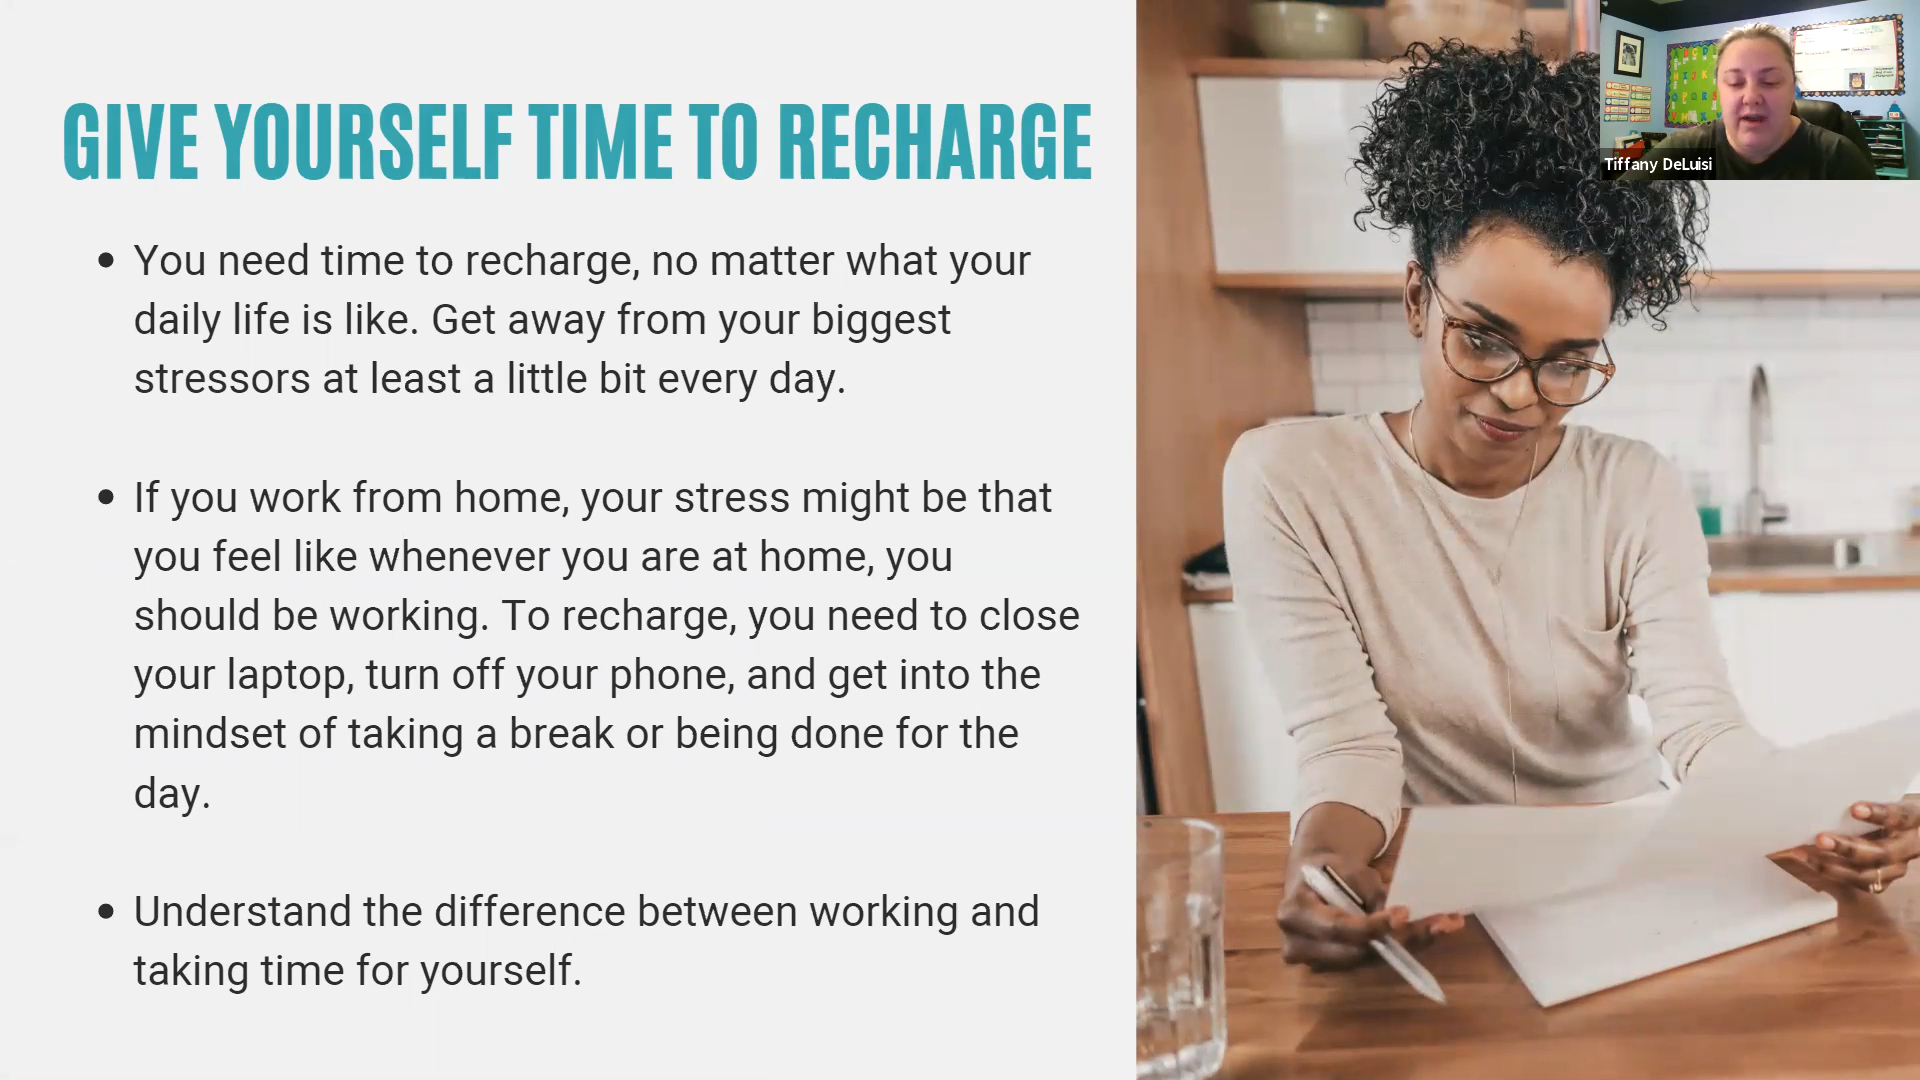 GIVE YOURSELF TIME TO RECHARGE
Tiffany DeLuisi
• You need time to recharge, no matter what your
daily life is like. Get away from your biggest
stressors at least a little bit every day.
• If you work from home, your stress might be that
you feel like whenever you are at home, you
should be working. To recharge, you need to close
your laptop, turn off your phone, and get into the
mindset of taking a break or being done for the
day.
• Understand the difference between working and
taking time for yourself.